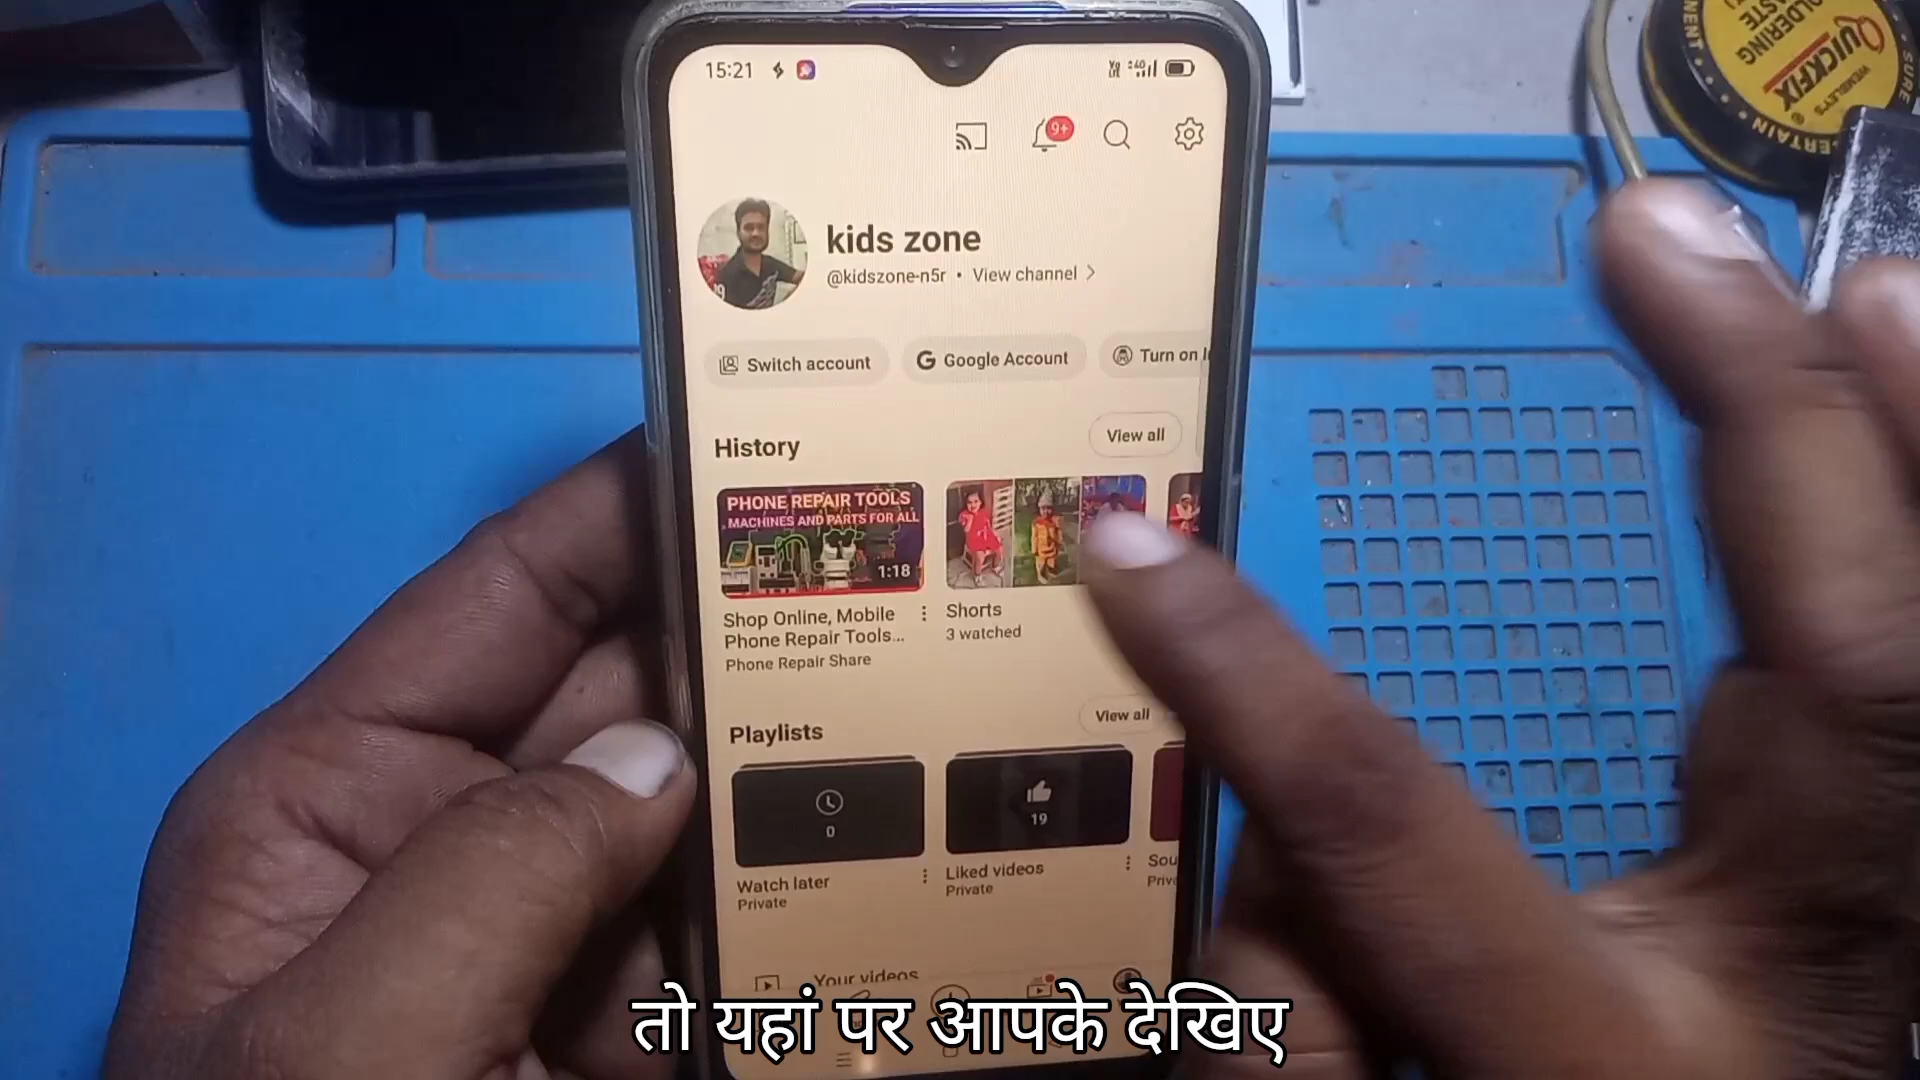 15:21
9+
kids zone
@kidszone-n5r • View channel >
Switch account
Google Account
Turn on
History
View all
PHONE REPAIR TOOLS
MACHINES AND PARTS FOR ALL
1:18
Shop Online, Mobile
Phone Repair Tools...
Phone Repair Share
Shorts
3 watched
Playlists
View all
0
19
Watch later
Private
Liked videos
Private
Your videos
SOLDERING
PASTE
QUICKFIX
WEMBLEY'S
SURE
तो यहां पर आपके देखिए